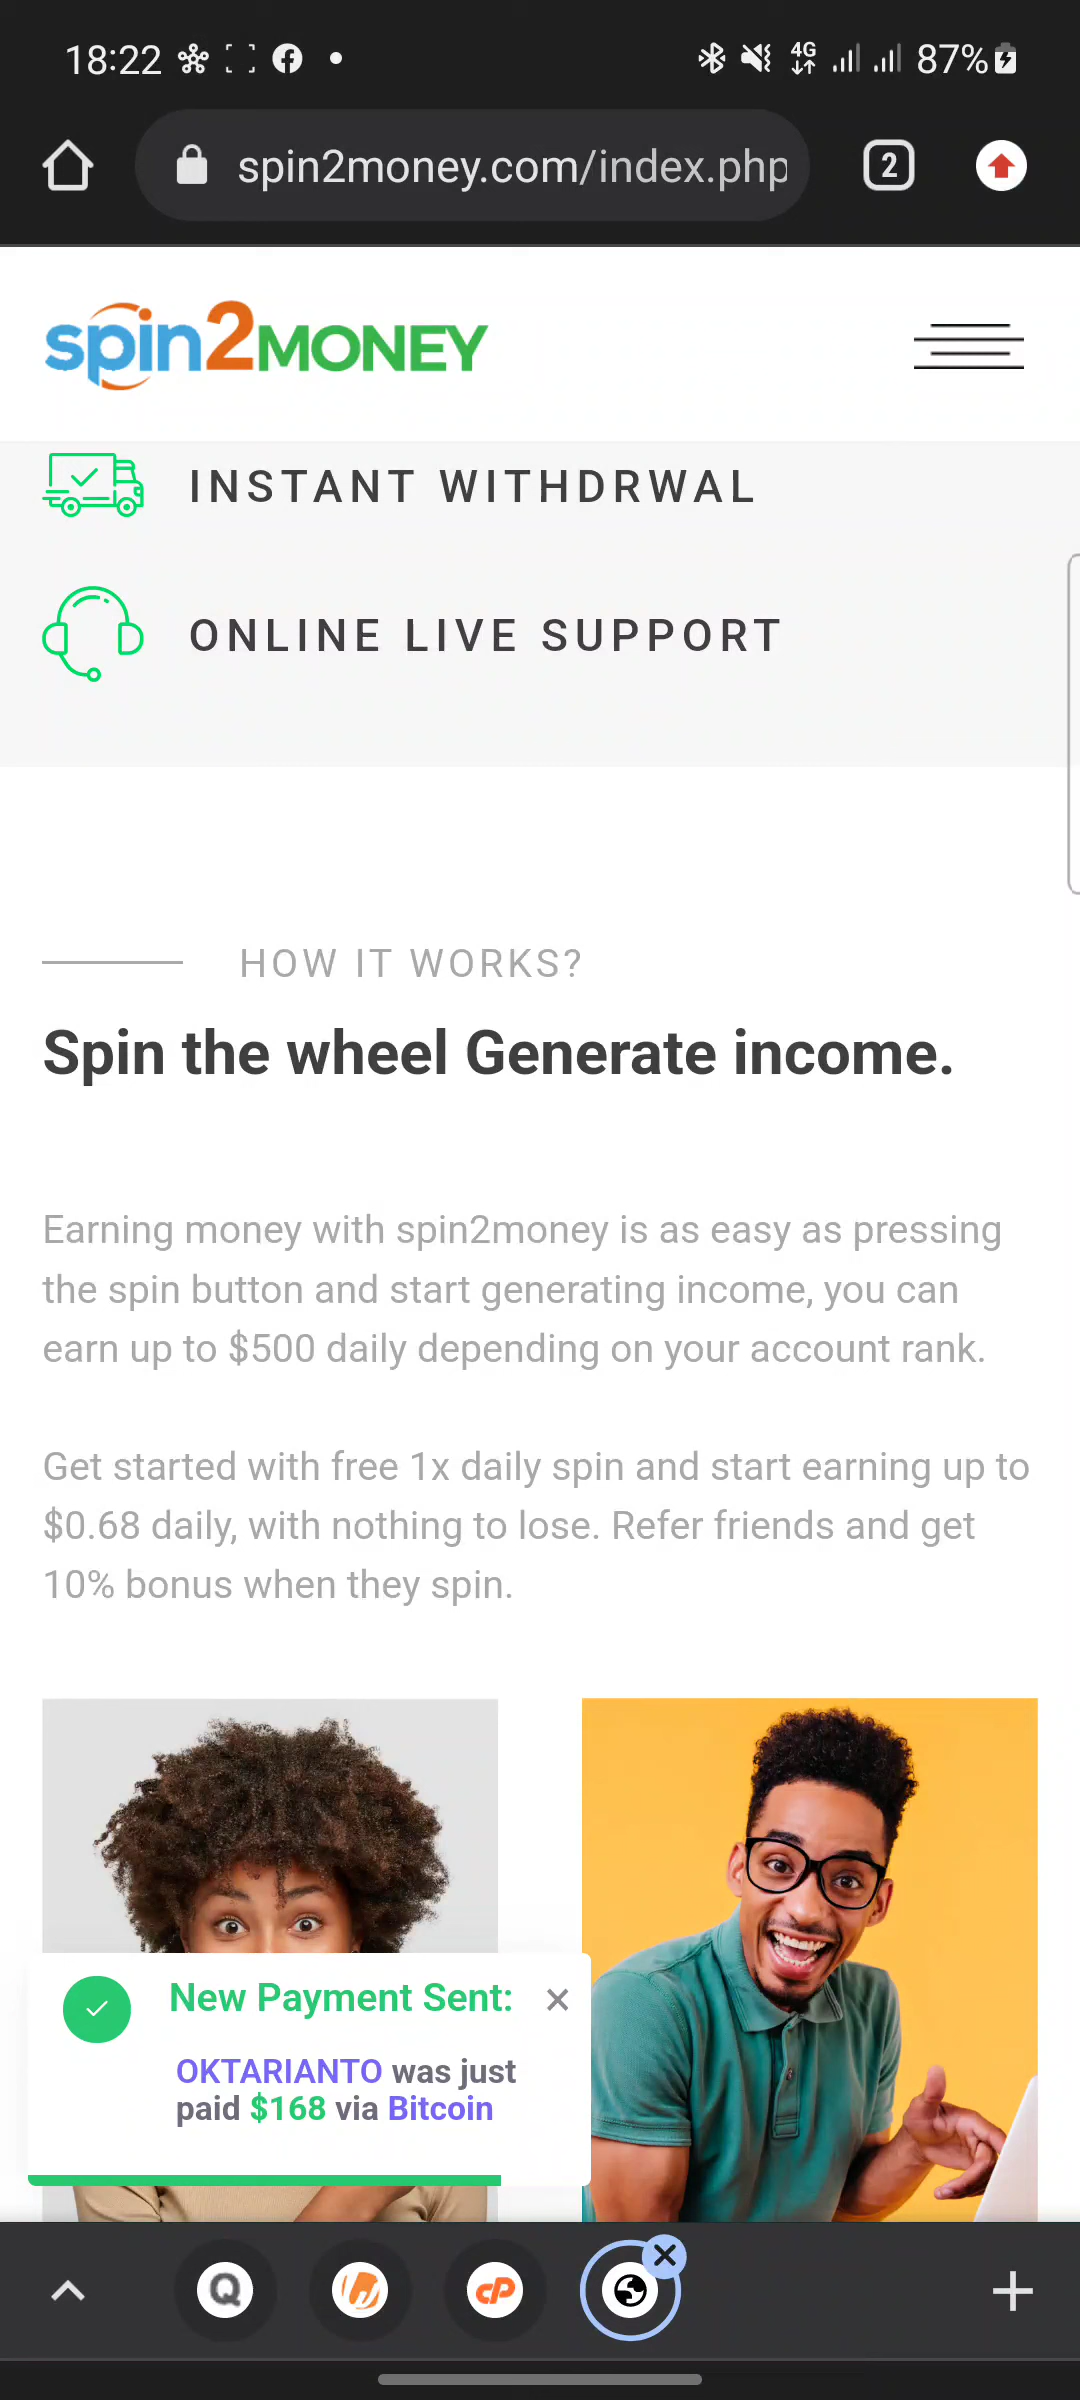 18:22
4G
87%
spin2money.com/index.php
2
spin2MONEY
INSTANT WITHDRWAL
ONLINE LIVE SUPPORT
HOW IT WORKS?
Spin the wheel Generate income.
Earning money with spin2money is as easy as pressing
the spin button and start generating income, you can
earn up to $500 daily depending on your account rank.
Get started with free 1x daily spin and start earning up to
$0.68 daily, with nothing to lose. Refer friends and get
10% bonus when they spin.
New Payment Sent:
OKTARIANTO was just
paid $168 via Bitcoin
Q
cP